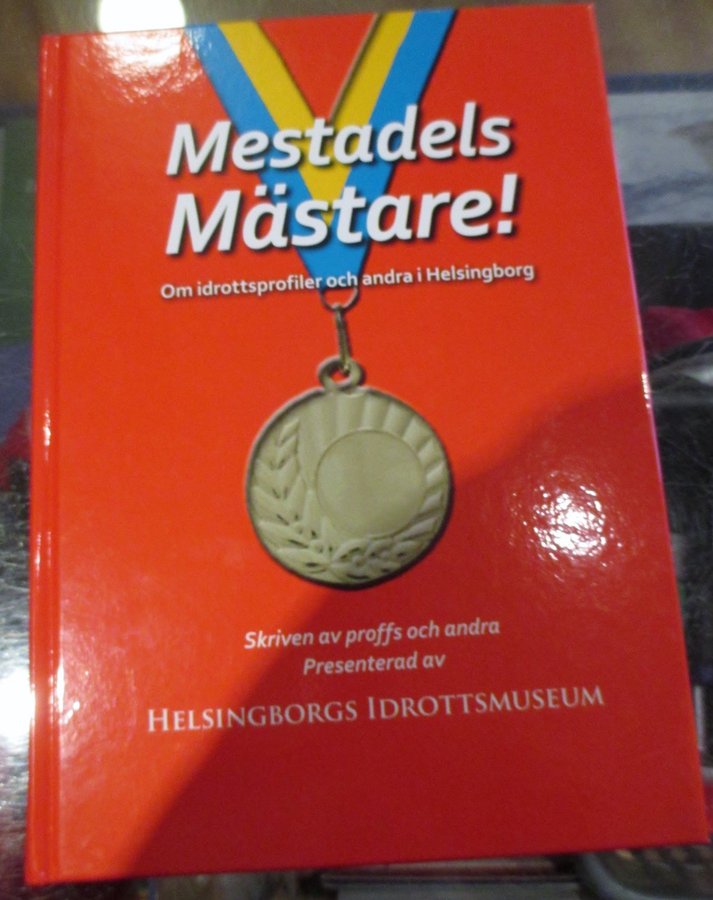 Mestadels
Mästare!
Om idrottsprofiler och andra i Helsingborg
Skriven av proffs och andra
Presenterad av
HELSINGBORGS IDROTTSMUSEUM